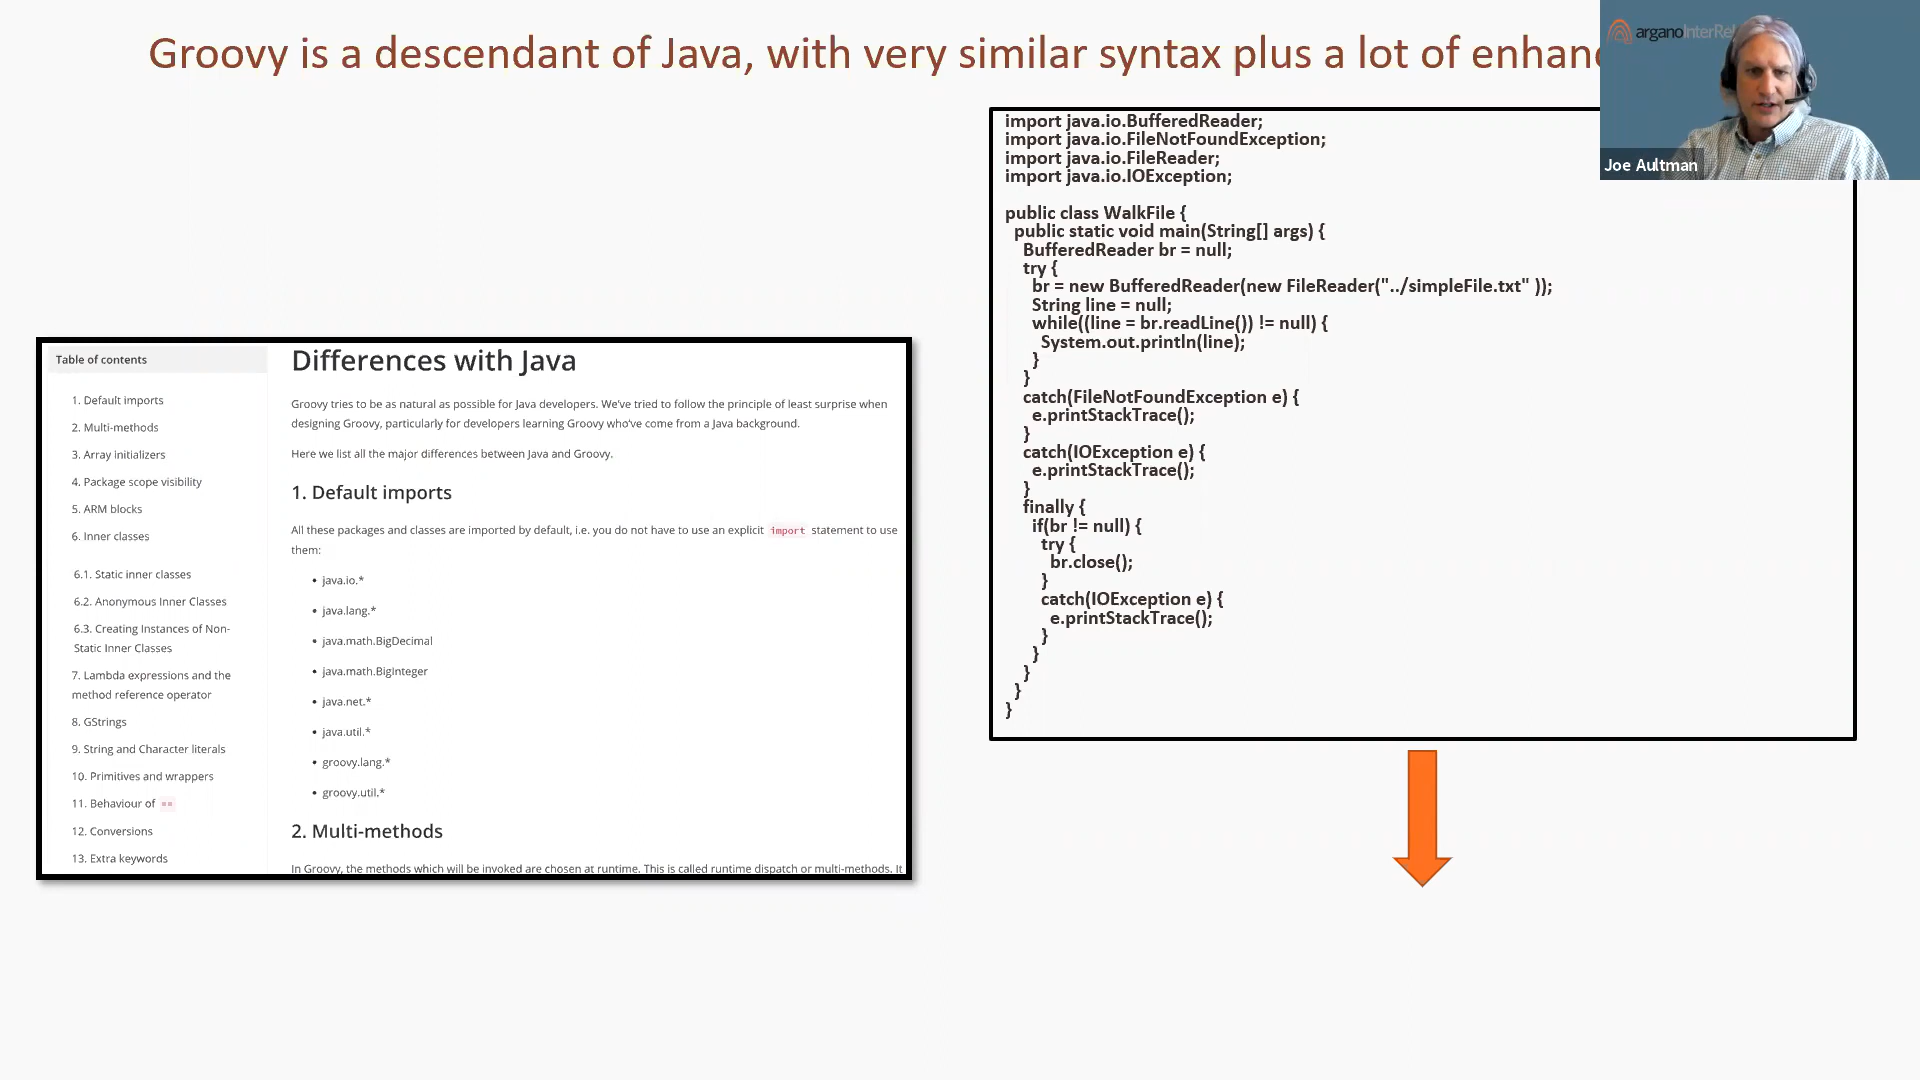 Groovy is a descendant of Java, with very similar syntax plus a lot of
arganoInterRel
Joe Aultman
import java.io.BufferedReader;
import java.io.FileNotFoundException;
import java.io.FileReader;
import java.io.IOException;
public class WalkFile {
public static void main(String[] args) {
BufferedReader br = null;
try {
br = new BufferedReader(new FileReader("../simpleFile.txt" ));
String line = null;
while((line = br.readLine()) != null) {
System.out.println(line);
}
}
catch(FileNotFoundException e) {
e.printStackTrace();
}
catch(IOException e) {
e.printStackTrace();
}
finally {
if(br != null) {
try {
br.close();
}
catch(IOException e) {
e.printStackTrace();
}
}
}
}
}
Table of contents
1. Default imports
2. Multi-methods
3. Array initializers
4. Package scope visibility
5. ARM blocks
6. Inner classes
6.1. Static inner classes
6.2. Anonymous Inner Classes
6.3. Creating Instances of Non-
Static Inner Classes
7. Lambda expressions and the
method reference operator
8. GStrings
9. String and Character literals
10. Primitives and wrappers
11. Behaviour of ==
12. Conversions
13. Extra keywords
Differences with Java
Groovy tries to be as natural as possible for Java developers. We've tried to follow the principle of least surprise when
designing Groovy, particularly for developers learning Groovy who've come from a Java background.
Here we list all the major differences between Java and Groovy.
1. Default imports
All these packages and classes are imported by default, i.e. you do not have to use an explicit import statement to use
them:
• java.io.*
• java.lang.*
• java.math.BigDecimal
• java.math.BigInteger
• java.net.*
• java.util.*
• groovy.lang.*
• groovy.util.*
2. Multi-methods
In Groovy, the methods which will be invoked are chosen at runtime. This is called runtime dispatch or multi-methods. It